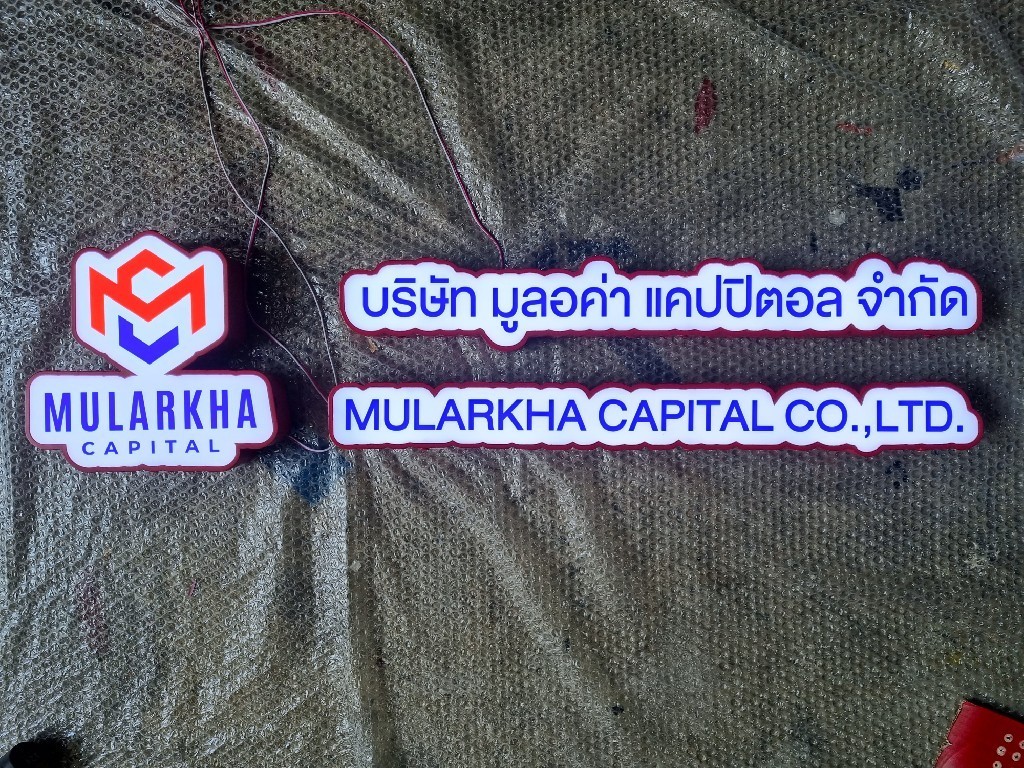 MULARKHA
CAPITAL
บริษัท มูลอค่า แคปปิตอล จำกัด
MULARKHA CAPITAL CO.,LTD.